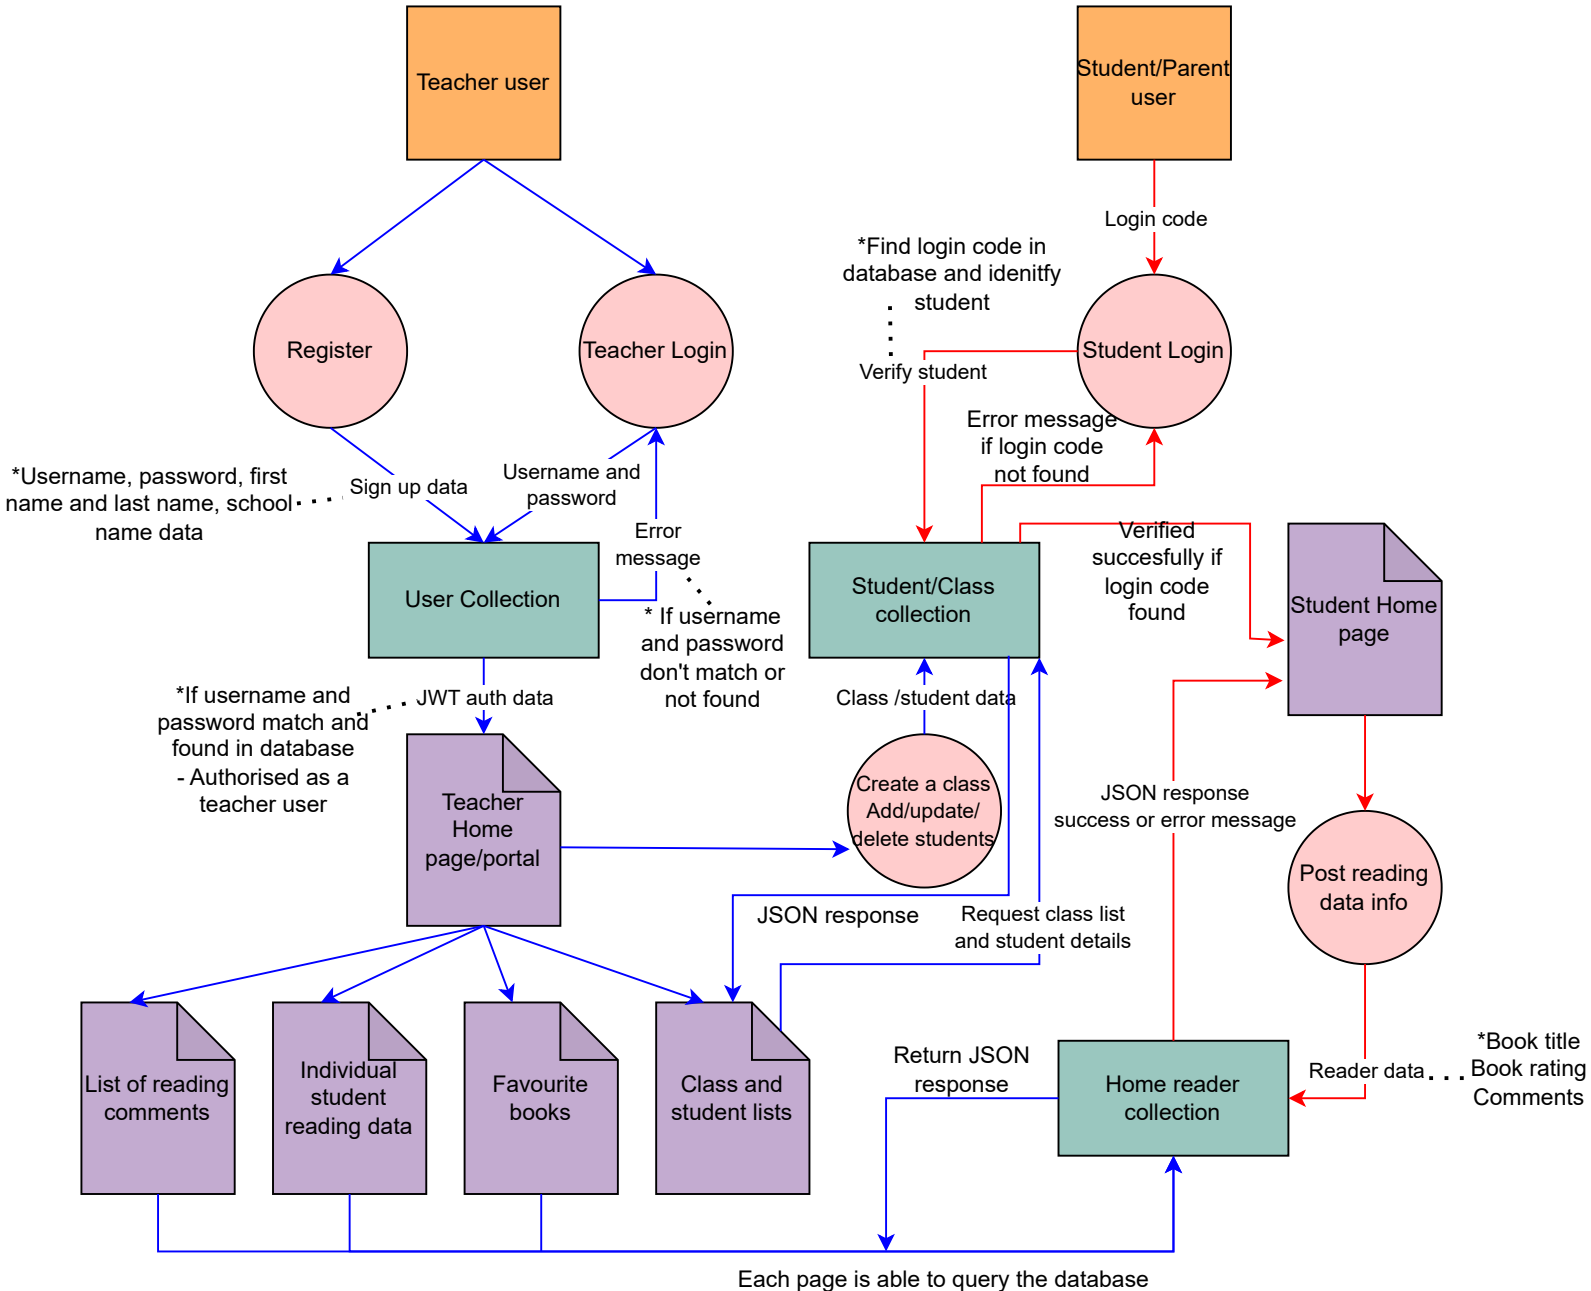 Teacher user
Student/Parent
user
Login code
*Find login code in
database and idenitfy
student
Register
Teacher Login
Student Login
Verify student
Error message
if login code
not found
*Username, password, first
name and last name, school
name data
Sign up data
Username and
password
Error
message
Verified
succesfully if
login code
found
User Collection
Student/Class
collection
Student Home
page
* If username
and password
don't match or
not found
*If username and
password match and
found in database
- Authorised as a
teacher user
JWT auth data
Class /student data
Teacher
Home
page/portal
Create a class
Add/update/
delete students
JSON response
success or error message
Post reading
data info
JSON response
Request class list
and student details
List of reading
comments
Individual
student
reading data
Favourite
books
Class and
student lists
Return JSON
response
Home reader
collection
Reader data
*Book title
Book rating
Comments
Each page is able to query the database